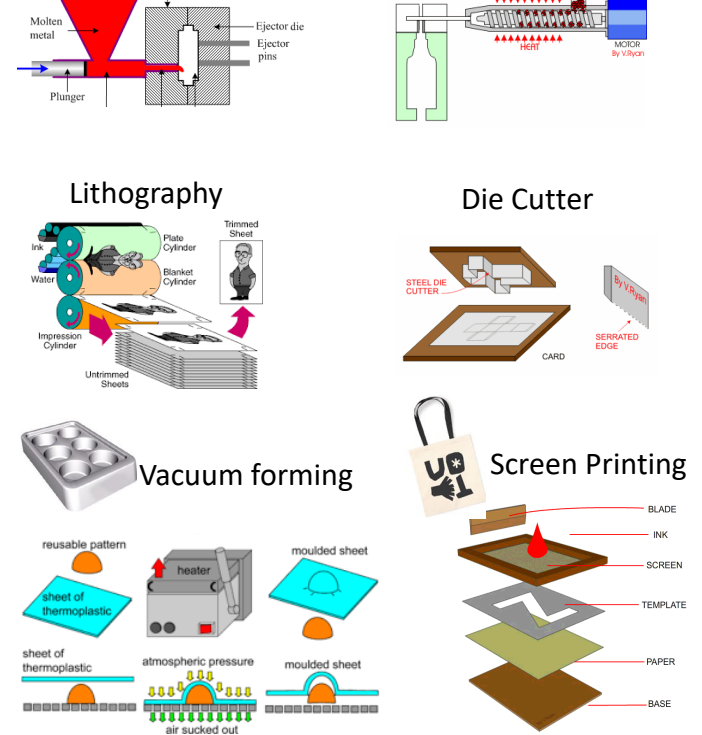 Molten
metal
Plunger
Ejector die
Ejector
pins
HEAT
MOTOR
By V.Ryan
Lithography
Ink
Water
Plate
Cylinder
Blanket
Cylinder
Impression
Cylinder
Trimmed
Sheet
Untrimmed
Sheets
Die Cutter
STEEL DIE
CUTTER
By V.Ryan
SERRATED
EDGE
CARD
Vacuum forming
reusable pattern
sheet of
thermoplastic
heater
moulded sheet
sheet of
thermoplastic
atmospheric pressure
air sucked out
moulded sheet
Screen Printing
BLADE
INK
SCREEN
TEMPLATE
PAPER
BASE